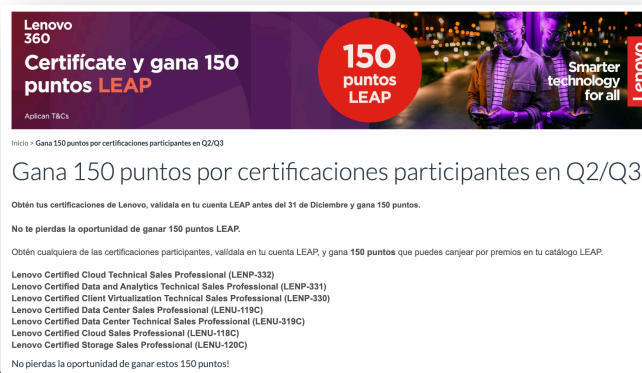 Lenovo
360
Certifícate y gana 150
puntos LEAP
Aplican T&Cs
150
puntos
LEAP
Smarter
technology
for all
Lenovo
Inicio > Gana 150 puntos por certificaciones participantes en Q2/Q3
Gana 150 puntos por certificaciones participantes en Q2/Q3
Obtén tus certificaciones de Lenovo, valídala en tu cuenta LEAP antes del 31 de Diciembre y gana 150 puntos.
No te pierdas la oportunidad de ganar 150 puntos LEAP.
Obtén cualquiera de las certificaciones participantes, valídala en tu cuenta LEAP, y gana 150 puntos que puedes canjear por premios en tu catálogo LEAP.
Lenovo Certified Cloud Technical Sales Professional (LENP-332)
Lenovo Certified Data and Analytics Technical Sales Professional (LENP-331)
Lenovo Certified Client Virtualization Technical Sales Professional (LENP-330)
Lenovo Certified Data Center Sales Professional (LENU-119C)
Lenovo Certified Data Center Technical Sales Professional (LENU-319C)
Lenovo Certified Cloud Sales Professional (LENU-118C)
Lenovo Certified Storage Sales Professional (LENU-120C)
No pierdas la oportunidad de ganar estos 150 puntos!